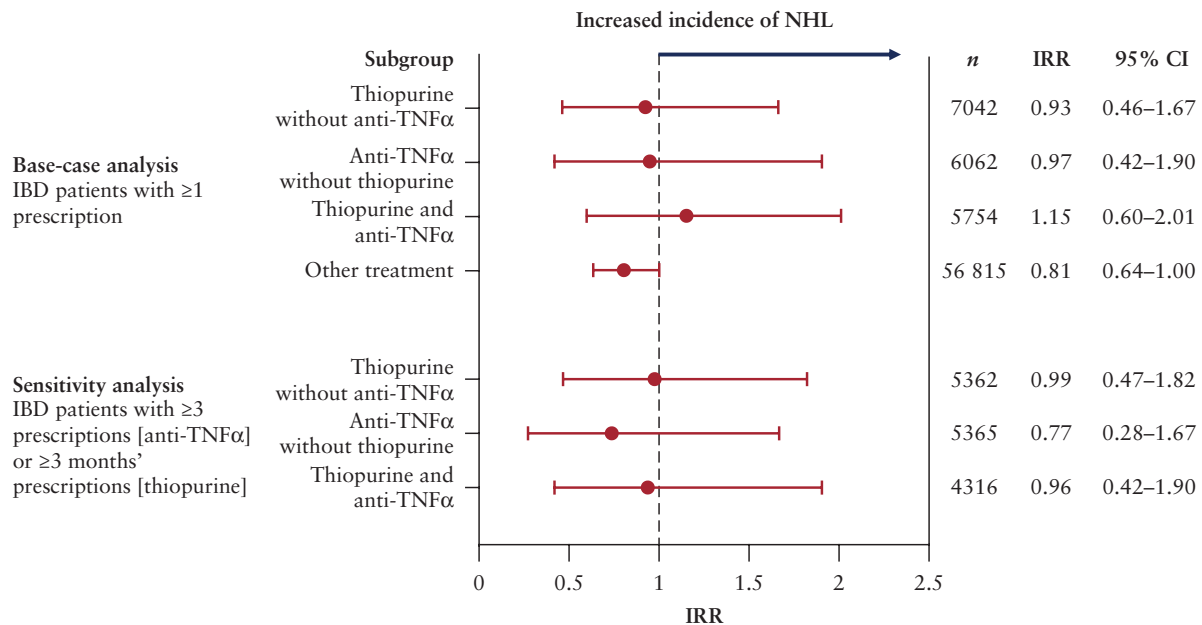 Increased incidence of NHL
Subgroup
n IRR 95% CI
Base-case analysis
IBD patients with ≥1
prescription
Thiopurine
without anti-TNFα
7042 0.93 0.46–1.67
Anti-TNFα
without thiopurine
6062 0.97 0.42–1.90
Thiopurine and
anti-TNFα
5754 1.15 0.60–2.01
Other treatment
56 815 0.81 0.64–1.00
Sensitivity analysis
IBD patients with ≥3
prescriptions [anti-TNFα]
or ≥3 months’
prescriptions [thiopurine]
Thiopurine
without anti-TNFα
5362 0.99 0.47–1.82
Anti-TNFα
without thiopurine
5365 0.77 0.28–1.67
Thiopurine and
anti-TNFα
4316 0.96 0.42–1.90
0 0.5 1 1.5 2 2.5
IRR